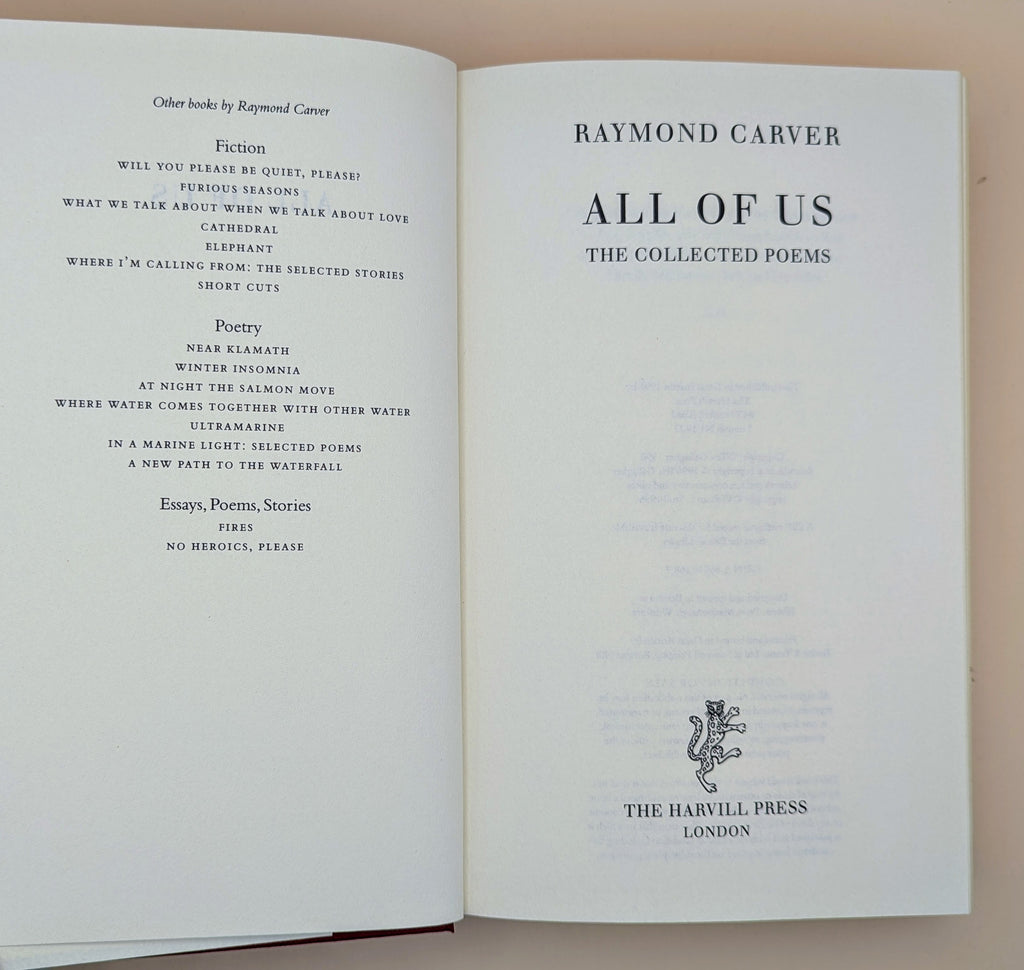 Other books by Raymond Carver
Fiction
WILL YOU PLEASE BE QUIET, PLEASE?
FURIOUS SEASONS
WHAT WE TALK ABOUT WHEN WE TALK ABOUT LOVE
CATHEDRAL
ELEPHANT
WHERE I'M CALLING FROM: THE SELECTED STORIES
SHORT CUTS
Poetry
NEAR KLAMATH
WINTER INSOMNIA
AT NIGHT THE SALMON MOVE
WHERE WATER COMES TOGETHER WITH OTHER WATER
ULTRAMARINE
IN A MARINE LIGHT: SELECTED POEMS
A NEW PATH TO THE WATERFALL
Essays, Poems, Stories
FIRES
NO HEROICS, PLEASE
RAYMOND CARVER
ALL OF US
THE COLLECTED POEMS
THE HARVILL PRESS
LONDON